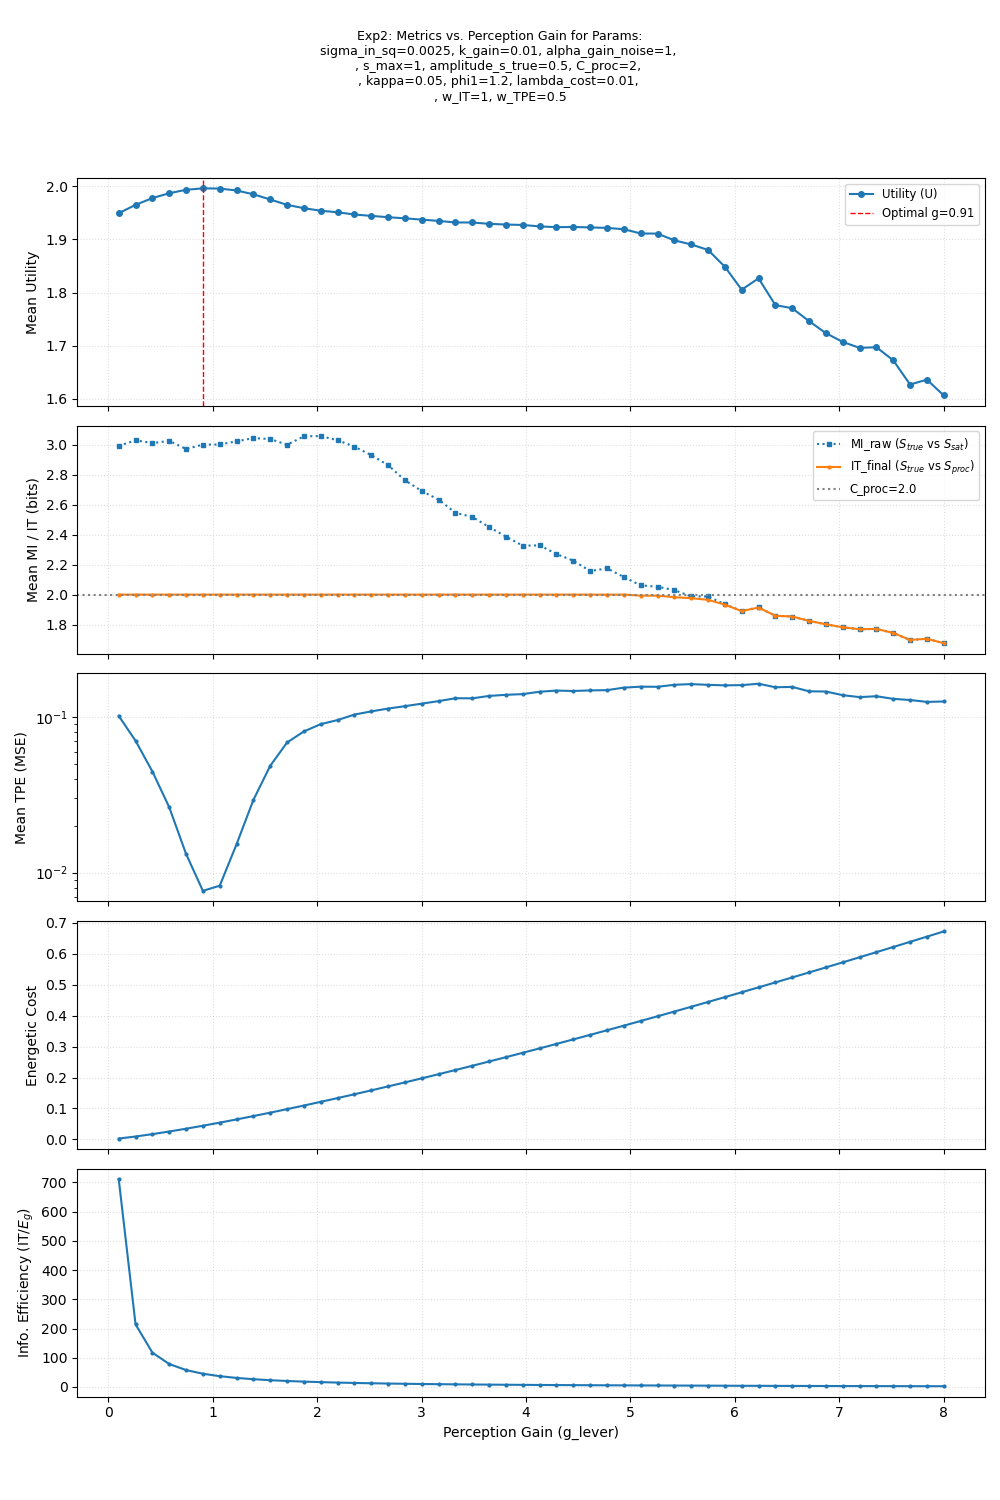 Exp2: Metrics vs. Perception Gain for Params:
sigma_in_sq=0.0025, k_gain=0.01, alpha_gain_noise=1,
, s_max=1, amplitude_s_true=0.5, C_proc=2,
, kappa=0.05, phi1=1.2, lambda_cost=0.01,
, w_IT=1, w_TPE=0.5
Mean Utility
2.0
1.9
1.8
1.7
1.6
Utility (U)
Optimal g=0.91
Mean MI / IT (bits)
3.0
2.8
2.6
2.4
2.2
2.0
1.8
MI_raw (S_true vs S_sat)
IT_final (S_true vs S_proc)
C_proc=2.0
Mean TPE (MSE)
10⁻¹
10⁻²
Energetic Cost
0.7
0.6
0.5
0.4
0.3
0.2
0.1
0.0
Info. Efficiency (IT/E_g)
700
600
500
400
300
200
100
0
0 1 2 3 4 5 6 7 8
Perception Gain (g_lever)